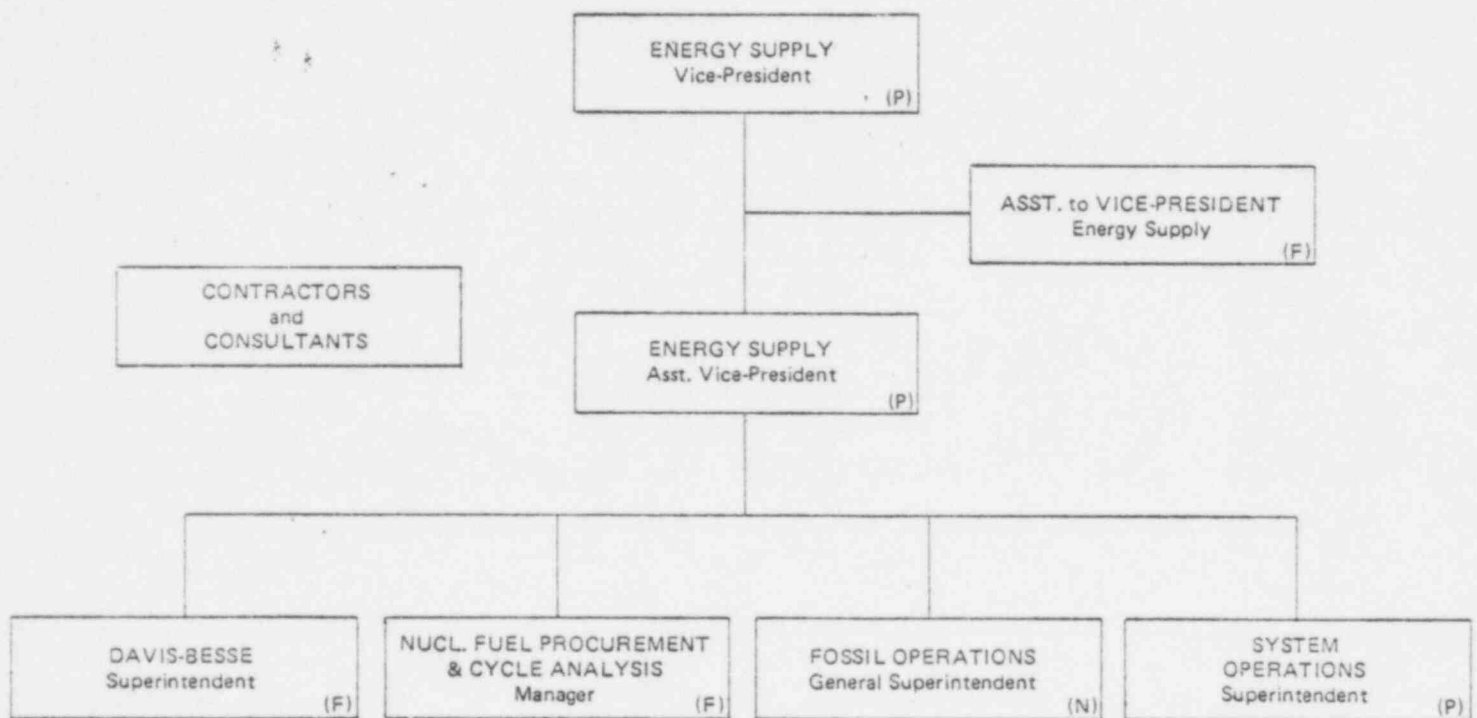 ENERGY SUPPLY
Vice-President
(P)
ASST. to VICE-PRESIDENT
Energy Supply
(F)
CONTRACTORS
and
CONSULTANTS
ENERGY SUPPLY
Asst. Vice-President
(P)
DAVIS-BESSE
Superintendent
(F)
NUCL. FUEL PROCUREMENT
& CYCLE ANALYSIS
Manager
(F)
FOSSIL OPERATIONS
General Superintendent
(N)
SYSTEM
OPERATIONS
Superintendent
(P)